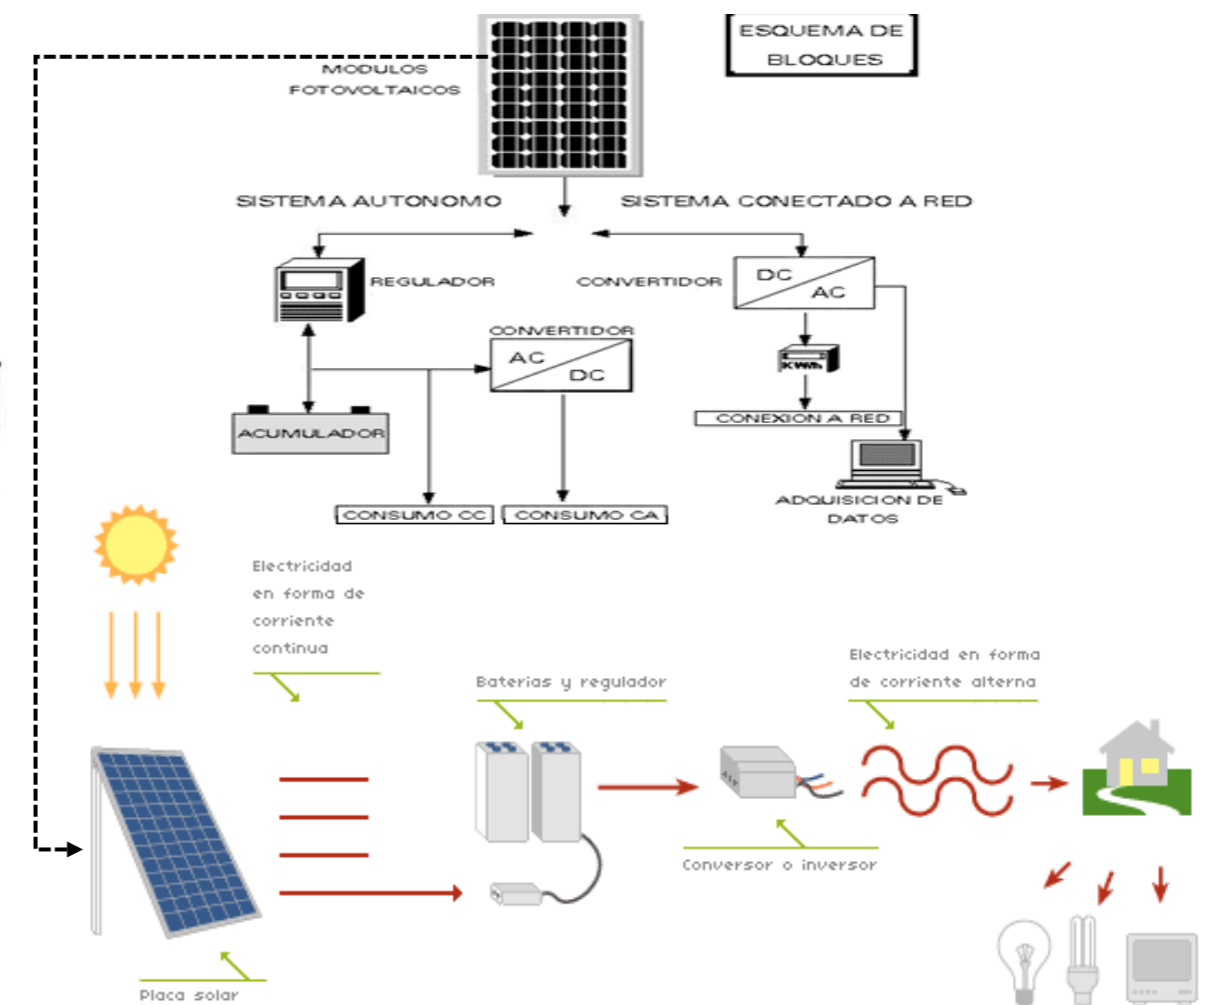 ESQUEMA DE
BLOQUES
MODULOS
FOTOVOLTAICOS
SISTEMA AUTONOMO
SISTEMA CONECTADO A RED
REGULADOR
CONVERTIDOR
DC
AC
CONVERTIDOR
AC
DC
KWh
ACUMULADOR
CONEXION A RED
CONSUMO CC
CONSUMO CA
ADQUISICION DE
DATOS
Electricidad
en forma de
corriente
continua
Baterias y regulador
Electricidad en forma
de corriente alterna
Conversor o inversor
Placa solar